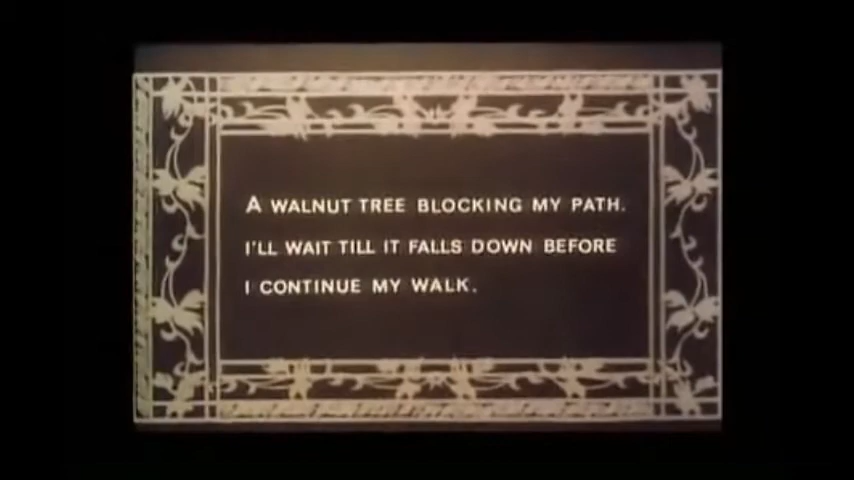 A WALNUT TREE BLOCKING MY PATH.
I'LL WAIT TILL IT FALLS DOWN BEFORE
I CONTINUE MY WALK.